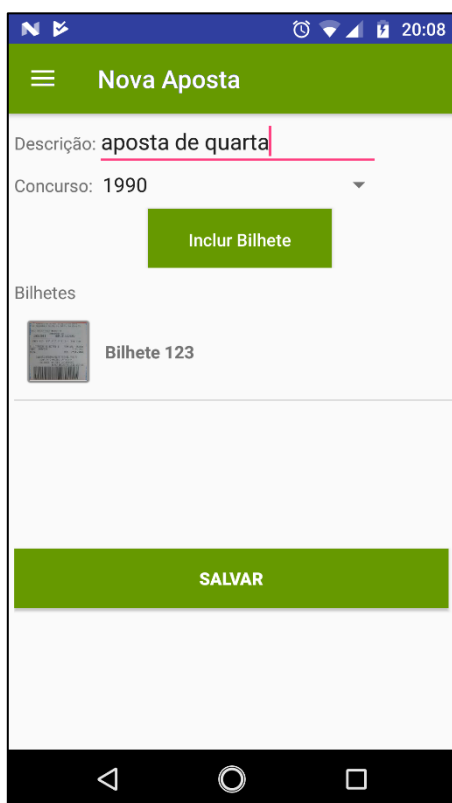 20:08
Nova Aposta
Descrição: aposta de quarta
Concurso: 1990
Inclur Bilhete
Bilhetes
Bilhete 123
SALVAR